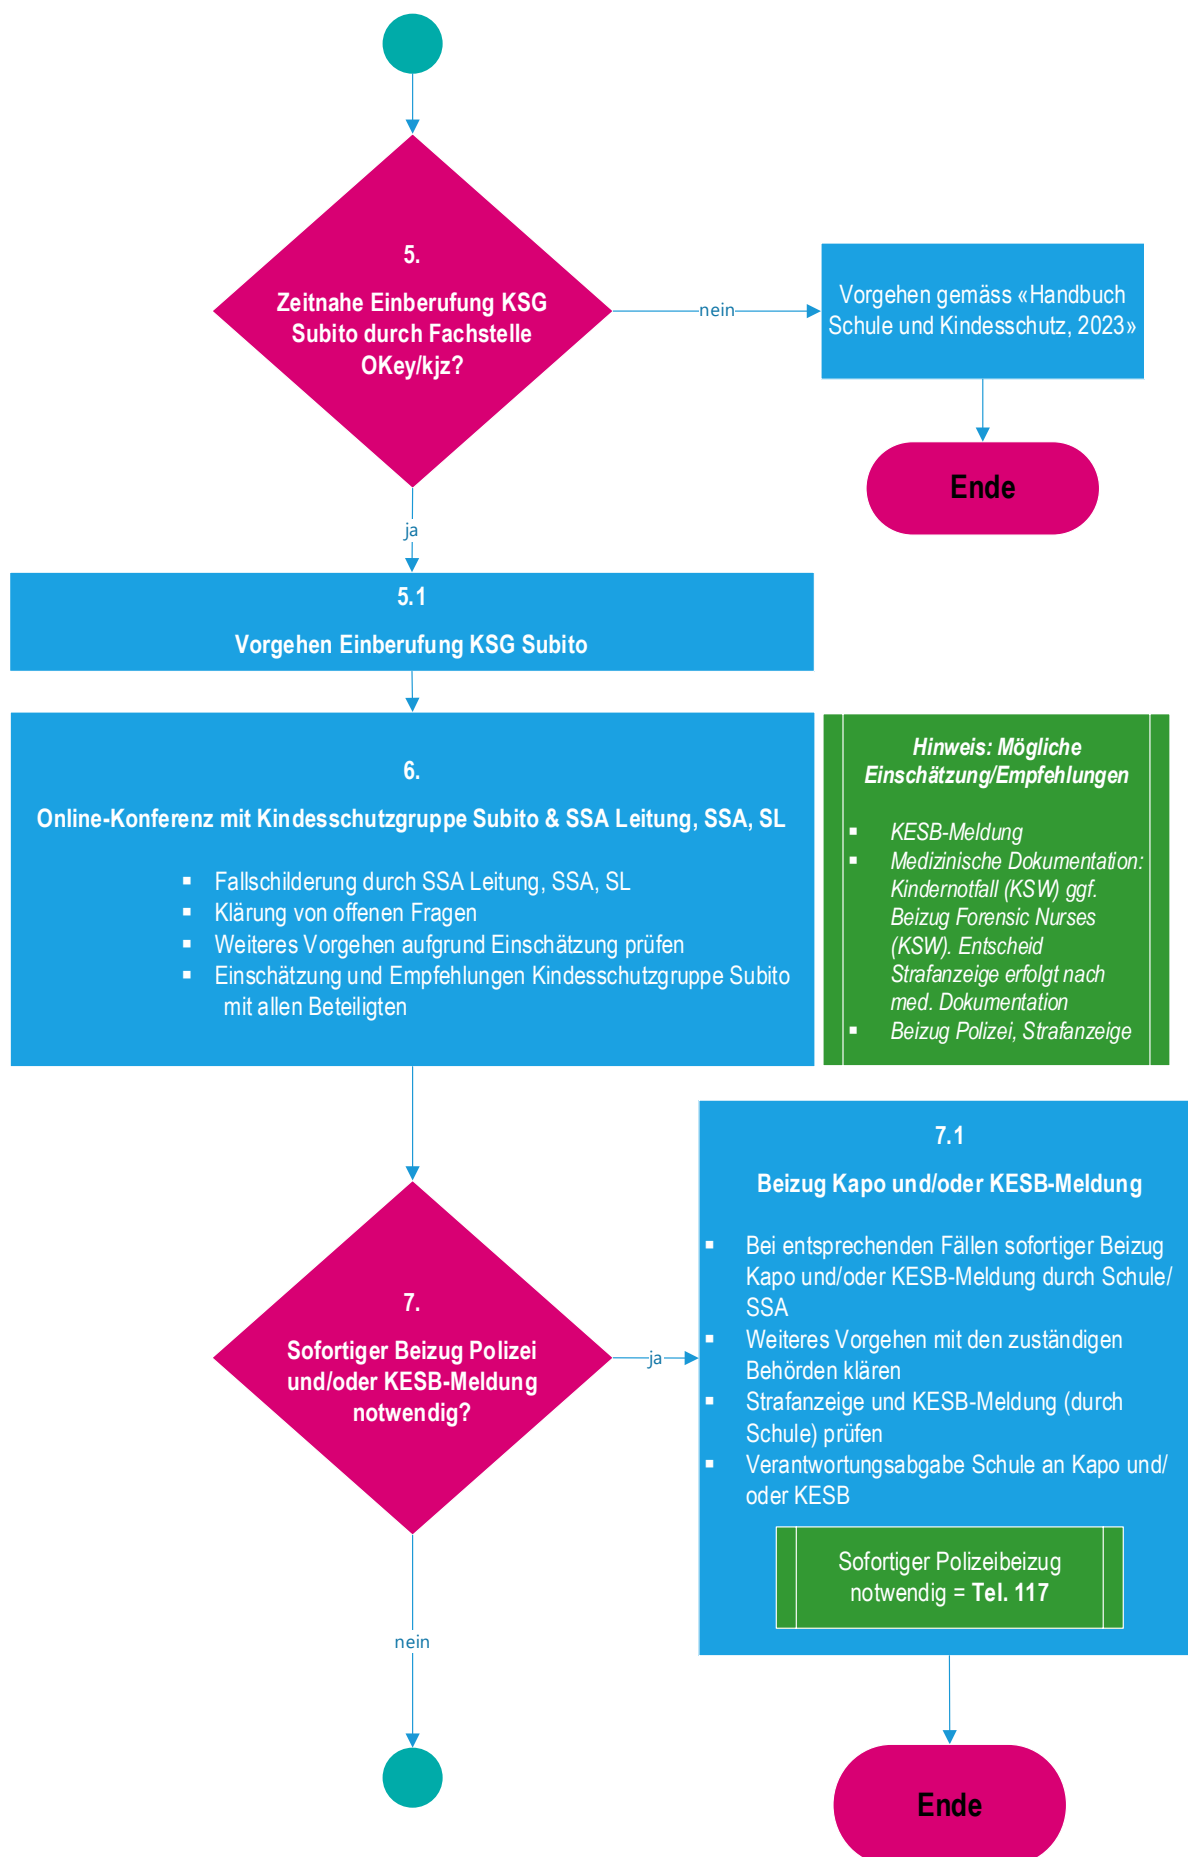 5.
Zeitnahe Einberufung KSG
Subito durch Fachstelle
OKey/kjz?
nein
Vorgehen gemäss «Handbuch
Schule und Kindesschutz, 2023»
Ende
ja
5.1
Vorgehen Einberufung KSG Subito
6.
Online-Konferenz mit Kindesschutzgruppe Subito & SSA Leitung, SSA, SL
▪ Fallschilderung durch SSA Leitung, SSA, SL
▪ Klärung von offenen Fragen
▪ Weiteres Vorgehen aufgrund Einschätzung prüfen
▪ Einschätzung und Empfehlungen Kindesschutzgruppe Subito
mit allen Beteiligten
Hinweis: Mögliche
Einschätzung/Empfehlungen
▪ KESB-Meldung
▪ Medizinische Dokumentation:
Kindernotfall (KSW) ggf.
Beizug Forensic Nurses
(KSW). Entscheid
Strafanzeige erfolgt nach
med. Dokumentation
▪ Beizug Polizei, Strafanzeige
7.
Sofortiger Beizug Polizei
und/oder KESB-Meldung
notwendig?
ja
7.1
Beizug Kapo und/oder KESB-Meldung
▪ Bei entsprechenden Fällen sofortiger Beizug
Kapo und/oder KESB-Meldung durch Schule/
SSA
▪ Weiteres Vorgehen mit den zuständigen
Behörden klären
▪ Strafanzeige und KESB-Meldung (durch
Schule) prüfen
▪ Verantwortungsabgabe Schule an Kapo und/
oder KESB
Sofortiger Polizeibeizug
notwendig = Tel. 117
nein
Ende